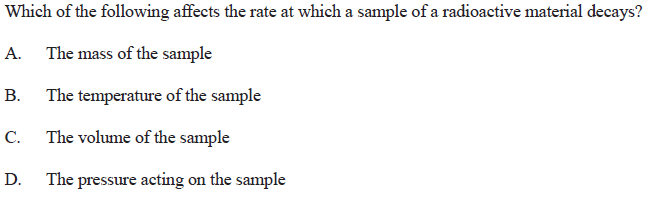 Which of the following affects the rate at which a sample of a radioactive material decays?
A. The mass of the sample
B. The temperature of the sample
C. The volume of the sample
D. The pressure acting on the sample